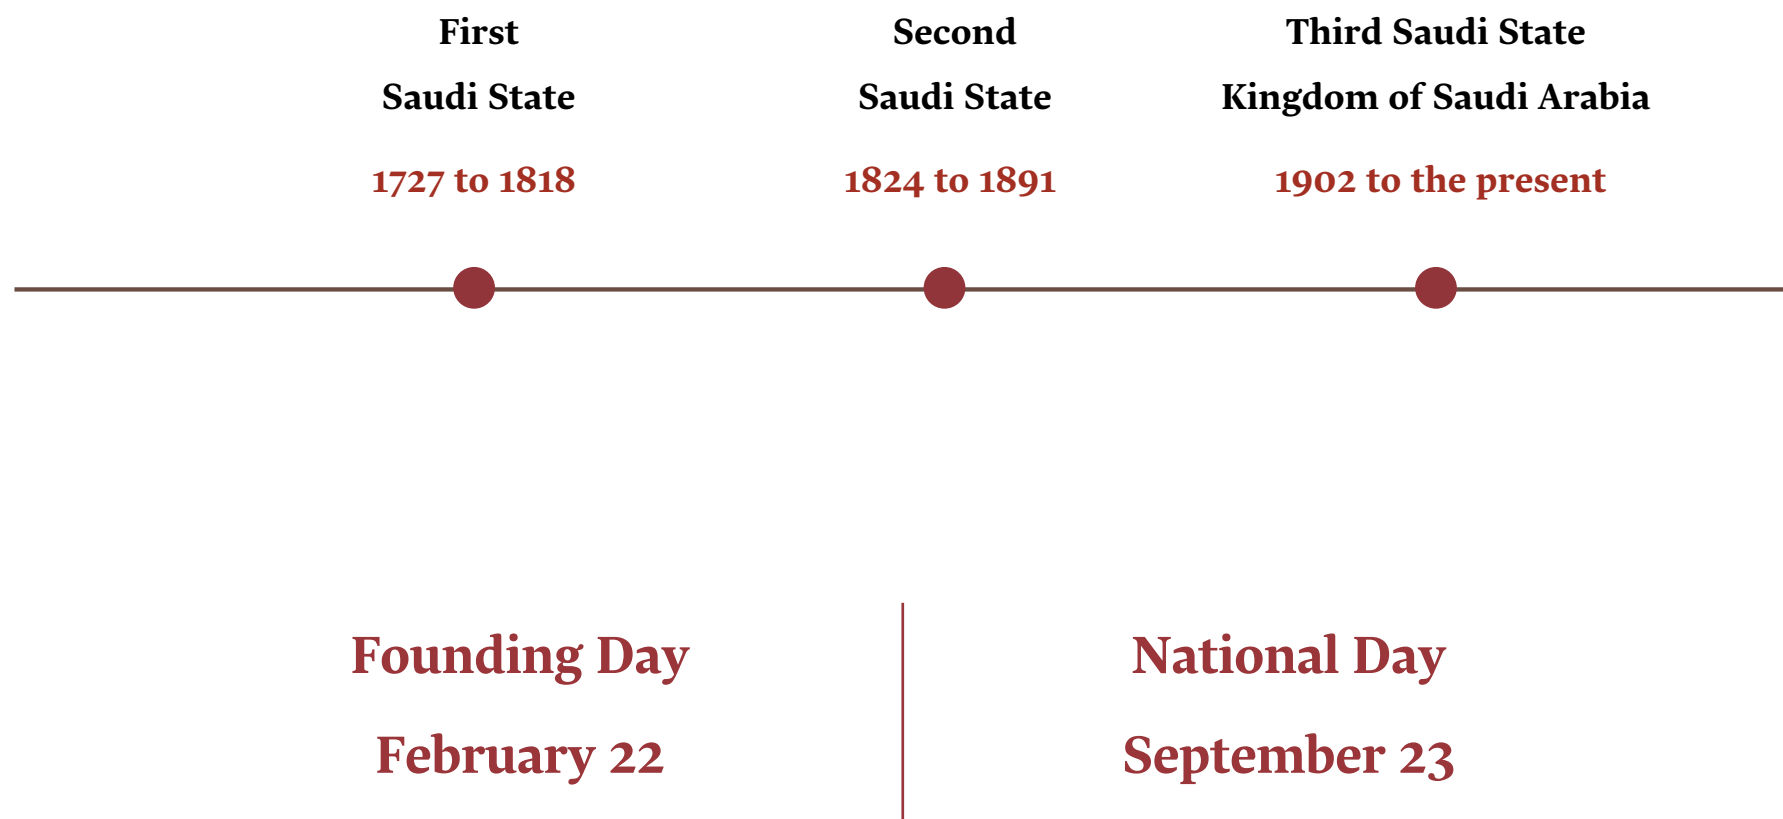 First
Saudi State
1727 to 1818
Second
Saudi State
1824 to 1891
Third Saudi State
Kingdom of Saudi Arabia
1902 to the present
Founding Day
February 22
National Day
September 23